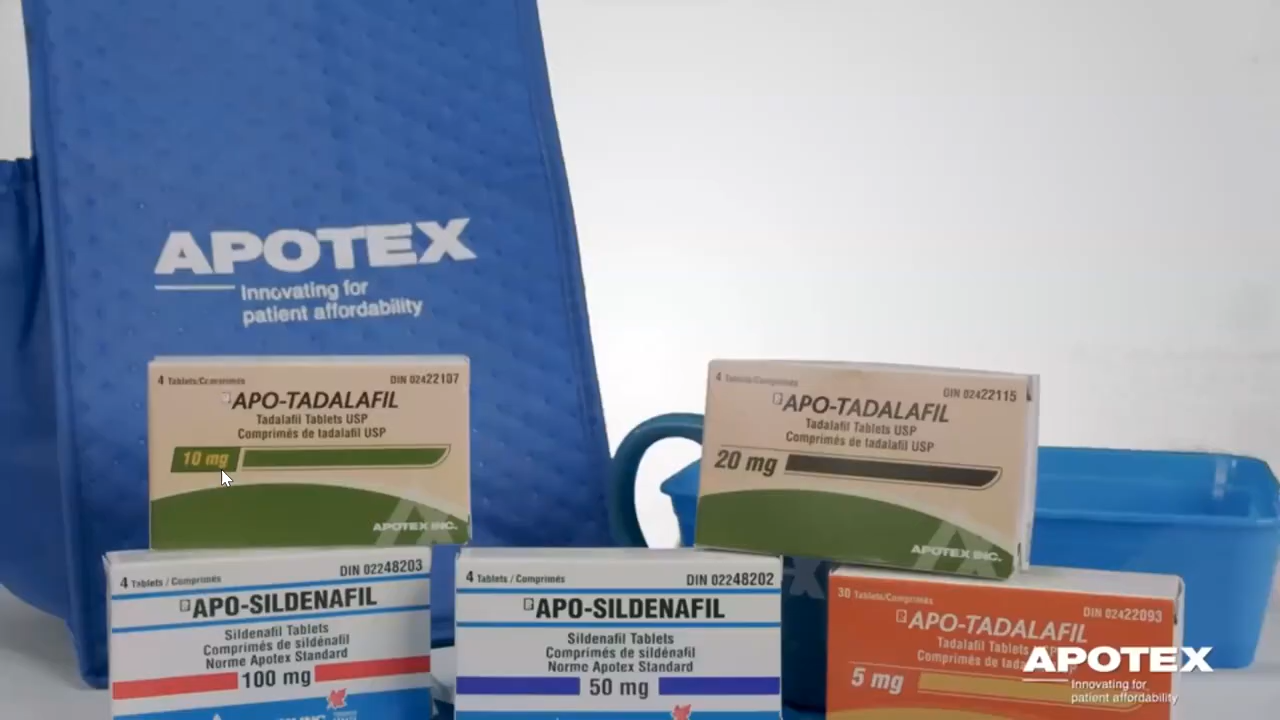 APOTEX
Innovating for
patient affordability
4 Tablets/Comprimés
DIN 02422107
APO-TADALAFIL
Tadalafil Tablets USP
Comprimés de tadalafil USP
10 mg
APOTEX INC.
4 Tablets/Comprimés
DIN 02422115
APO-TADALAFIL
Tadalafil Tablets USP
Comprimés de tadalafil USP
20 mg
APOTEX INC.
4 Tablets / Comprimés
DIN 02248203
APO-SILDENAFIL
Sildenafil Tablets
Comprimés de sildénafil
Norme Apotex Standard
100 mg
4 Tablets / Comprimés
DIN 02248202
APO-SILDENAFIL
Sildenafil Tablets
Comprimés de sildénafil
Norme Apotex Standard
50 mg
30 Tablets/Comprimés
DIN 02422093
APO-TADALAFIL
Tadalafil Tablets
Comprimés de
5 mg
APOTEX
Innovating for
patient affordability